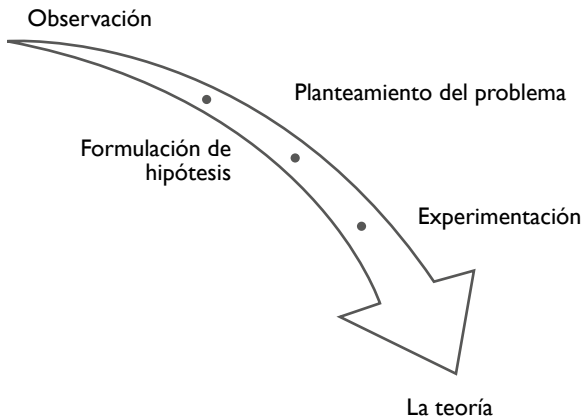 Observación
Planteamiento del problema
Formulación de
hipótesis
Experimentación
La teoría